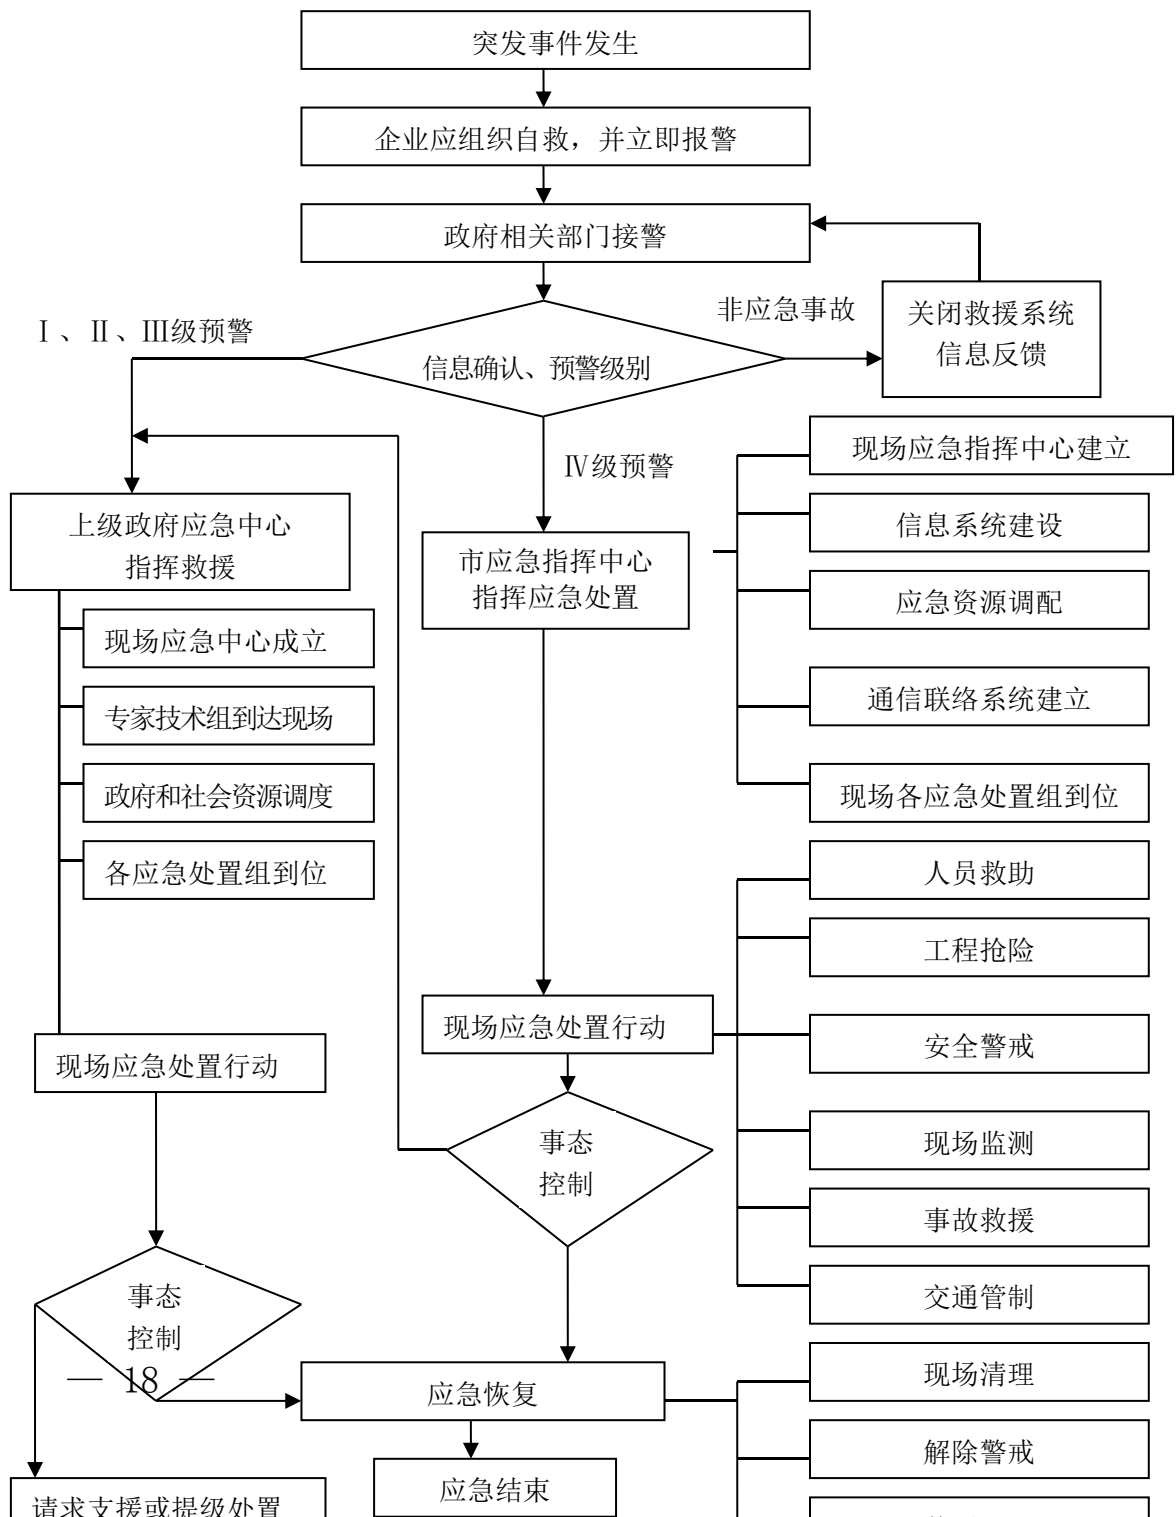 突发事件发生
企业应组织自救，并立即报警
政府相关部门接警
非应急事故
关闭救援系统
信息反馈
Ⅰ、Ⅱ、Ⅲ级预警
信息确认、预警级别
Ⅳ级预警
上级政府应急中心
指挥救援
现场应急中心成立
专家技术组到达现场
政府和社会资源调度
各应急处置组到位
现场应急处置行动
事态
控制
请求支援或提级处置
市应急指挥中心
指挥应急处置
现场应急处置行动
事态
控制
应急恢复
应急结束
现场应急指挥中心建立
信息系统建设
应急资源调配
通信联络系统建立
现场各应急处置组到位
人员救助
工程抢险
安全警戒
现场监测
事故救援
交通管制
现场清理
解除警戒
— 18 —